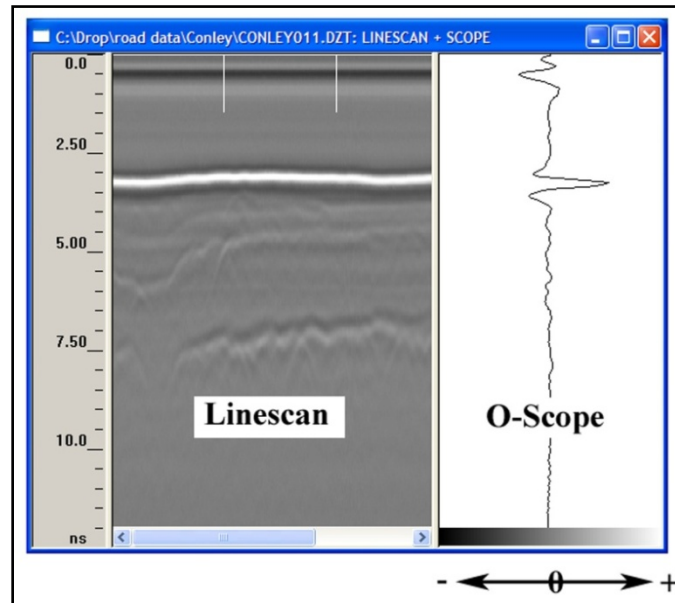 C:\Drop\road data\Conley\CONLEY011.DZT: LINESCAN + SCOPE
0.0
2.50
5.00
7.50
10.0
ns
Linescan
O-Scope
- 0 +